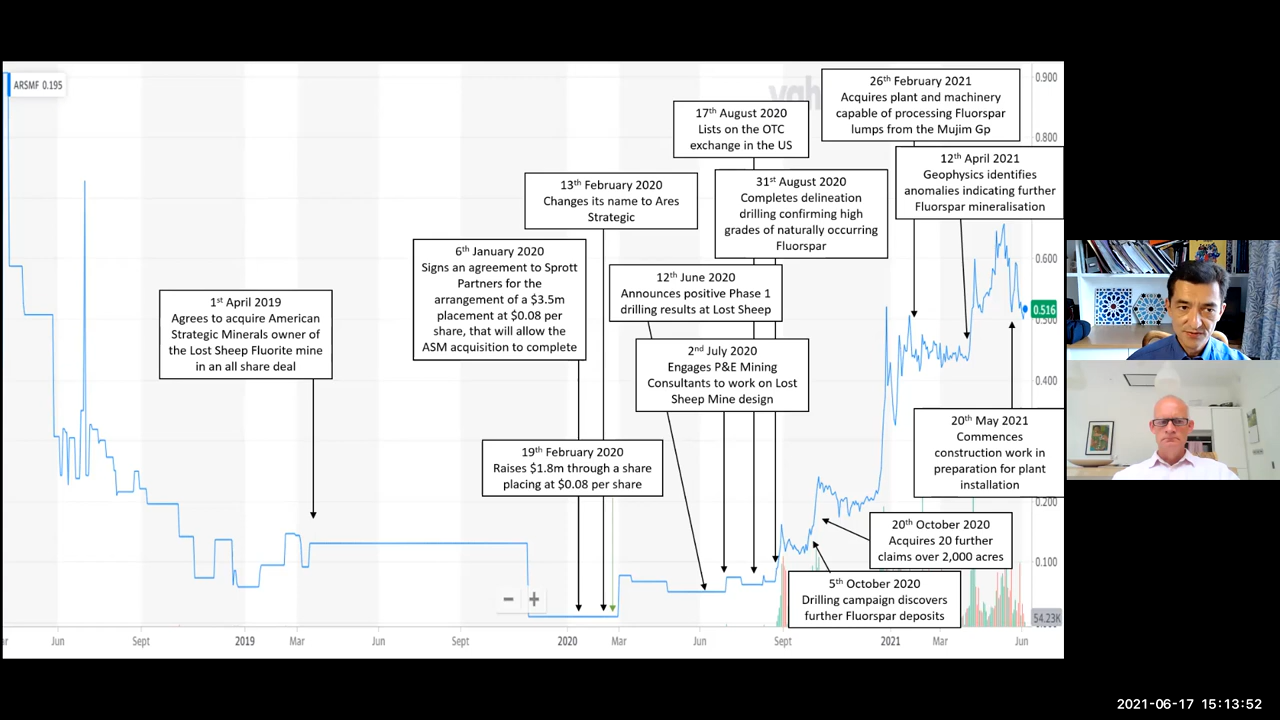 ARSMF 0.195
yah
1st April 2019
Agrees to acquire American
Strategic Minerals owner of
the Lost Sheep Fluorite mine
in an all share deal
6th January 2020
Signs an agreement to Sprott
Partners for the
arrangement of a $3.5m
placement at $0.08 per
share, that will allow the
ASM acquisition to complete
13th February 2020
Changes its name to Ares
Strategic
19th February 2020
Raises $1.8m through a share
placing at $0.08 per share
12th June 2020
Announces positive Phase 1
drilling results at Lost Sheep
2nd July 2020
Engages P&E Mining
Consultants to work on Lost
Sheep Mine design
17th August 2020
Lists on the OTC
exchange in the US
31st August 2020
Completes delineation
drilling confirming high
grades of naturally occurring
Fluorspar
5th October 2020
Drilling campaign discovers
further Fluorspar deposits
20th October 2020
Acquires 20 further
claims over 2,000 acres
26th February 2021
Acquires plant and machinery
capable of processing Fluorspar
lumps from the Mujim Gp
12th April 2021
Geophysics identifies
anomalies indicating further
Fluorspar mineralisation
20th May 2021
Commences
construction work in
preparation for plant
installation
0.900
0.800
0.600
0.516
0.400
0.200
0.100
54.23K
Jun Sept 2019 Mar Jun Sept 2020 Mar Jun Sept 2021 Mar Jun
2021-06-17 15:13:52